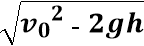 √(v₀² - 2gh)